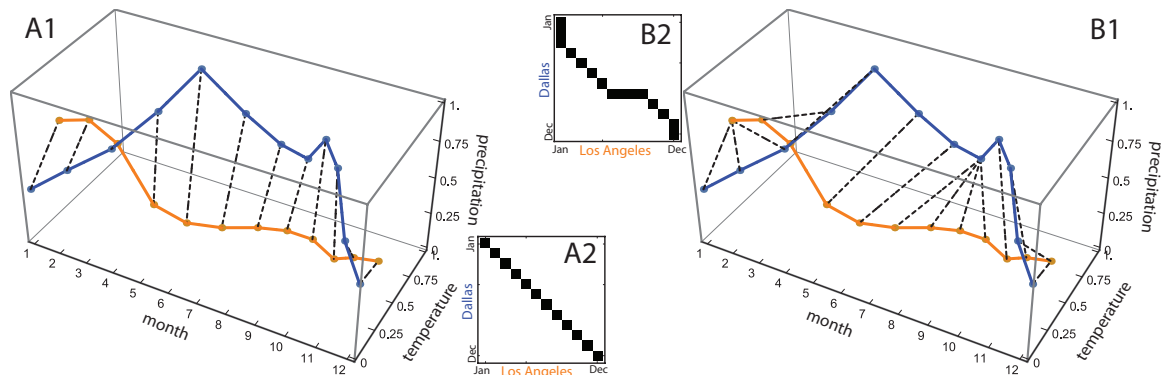 A1
1.
0.75
0.5
0.25
0
precipitation
1.
0.75
0.5
0.25
0
temperature
1
2
3
4
5
6
7
8
9
10
11
12
month
B2
Jan
Dallas
Dec
Jan
Dec
Los Angeles
A2
Jan
Dallas
Dec
Jan
Dec
Los Angeles
B1
1.
0.75
0.5
0.25
0
precipitation
1.
0.75
0.5
0.25
0
temperature
1
2
3
4
5
6
7
8
9
10
11
12
month